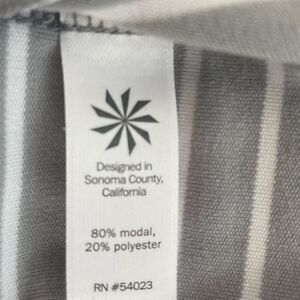 Designed in
Sonoma County,
California
80% modal,
20% polyester
RN #54023